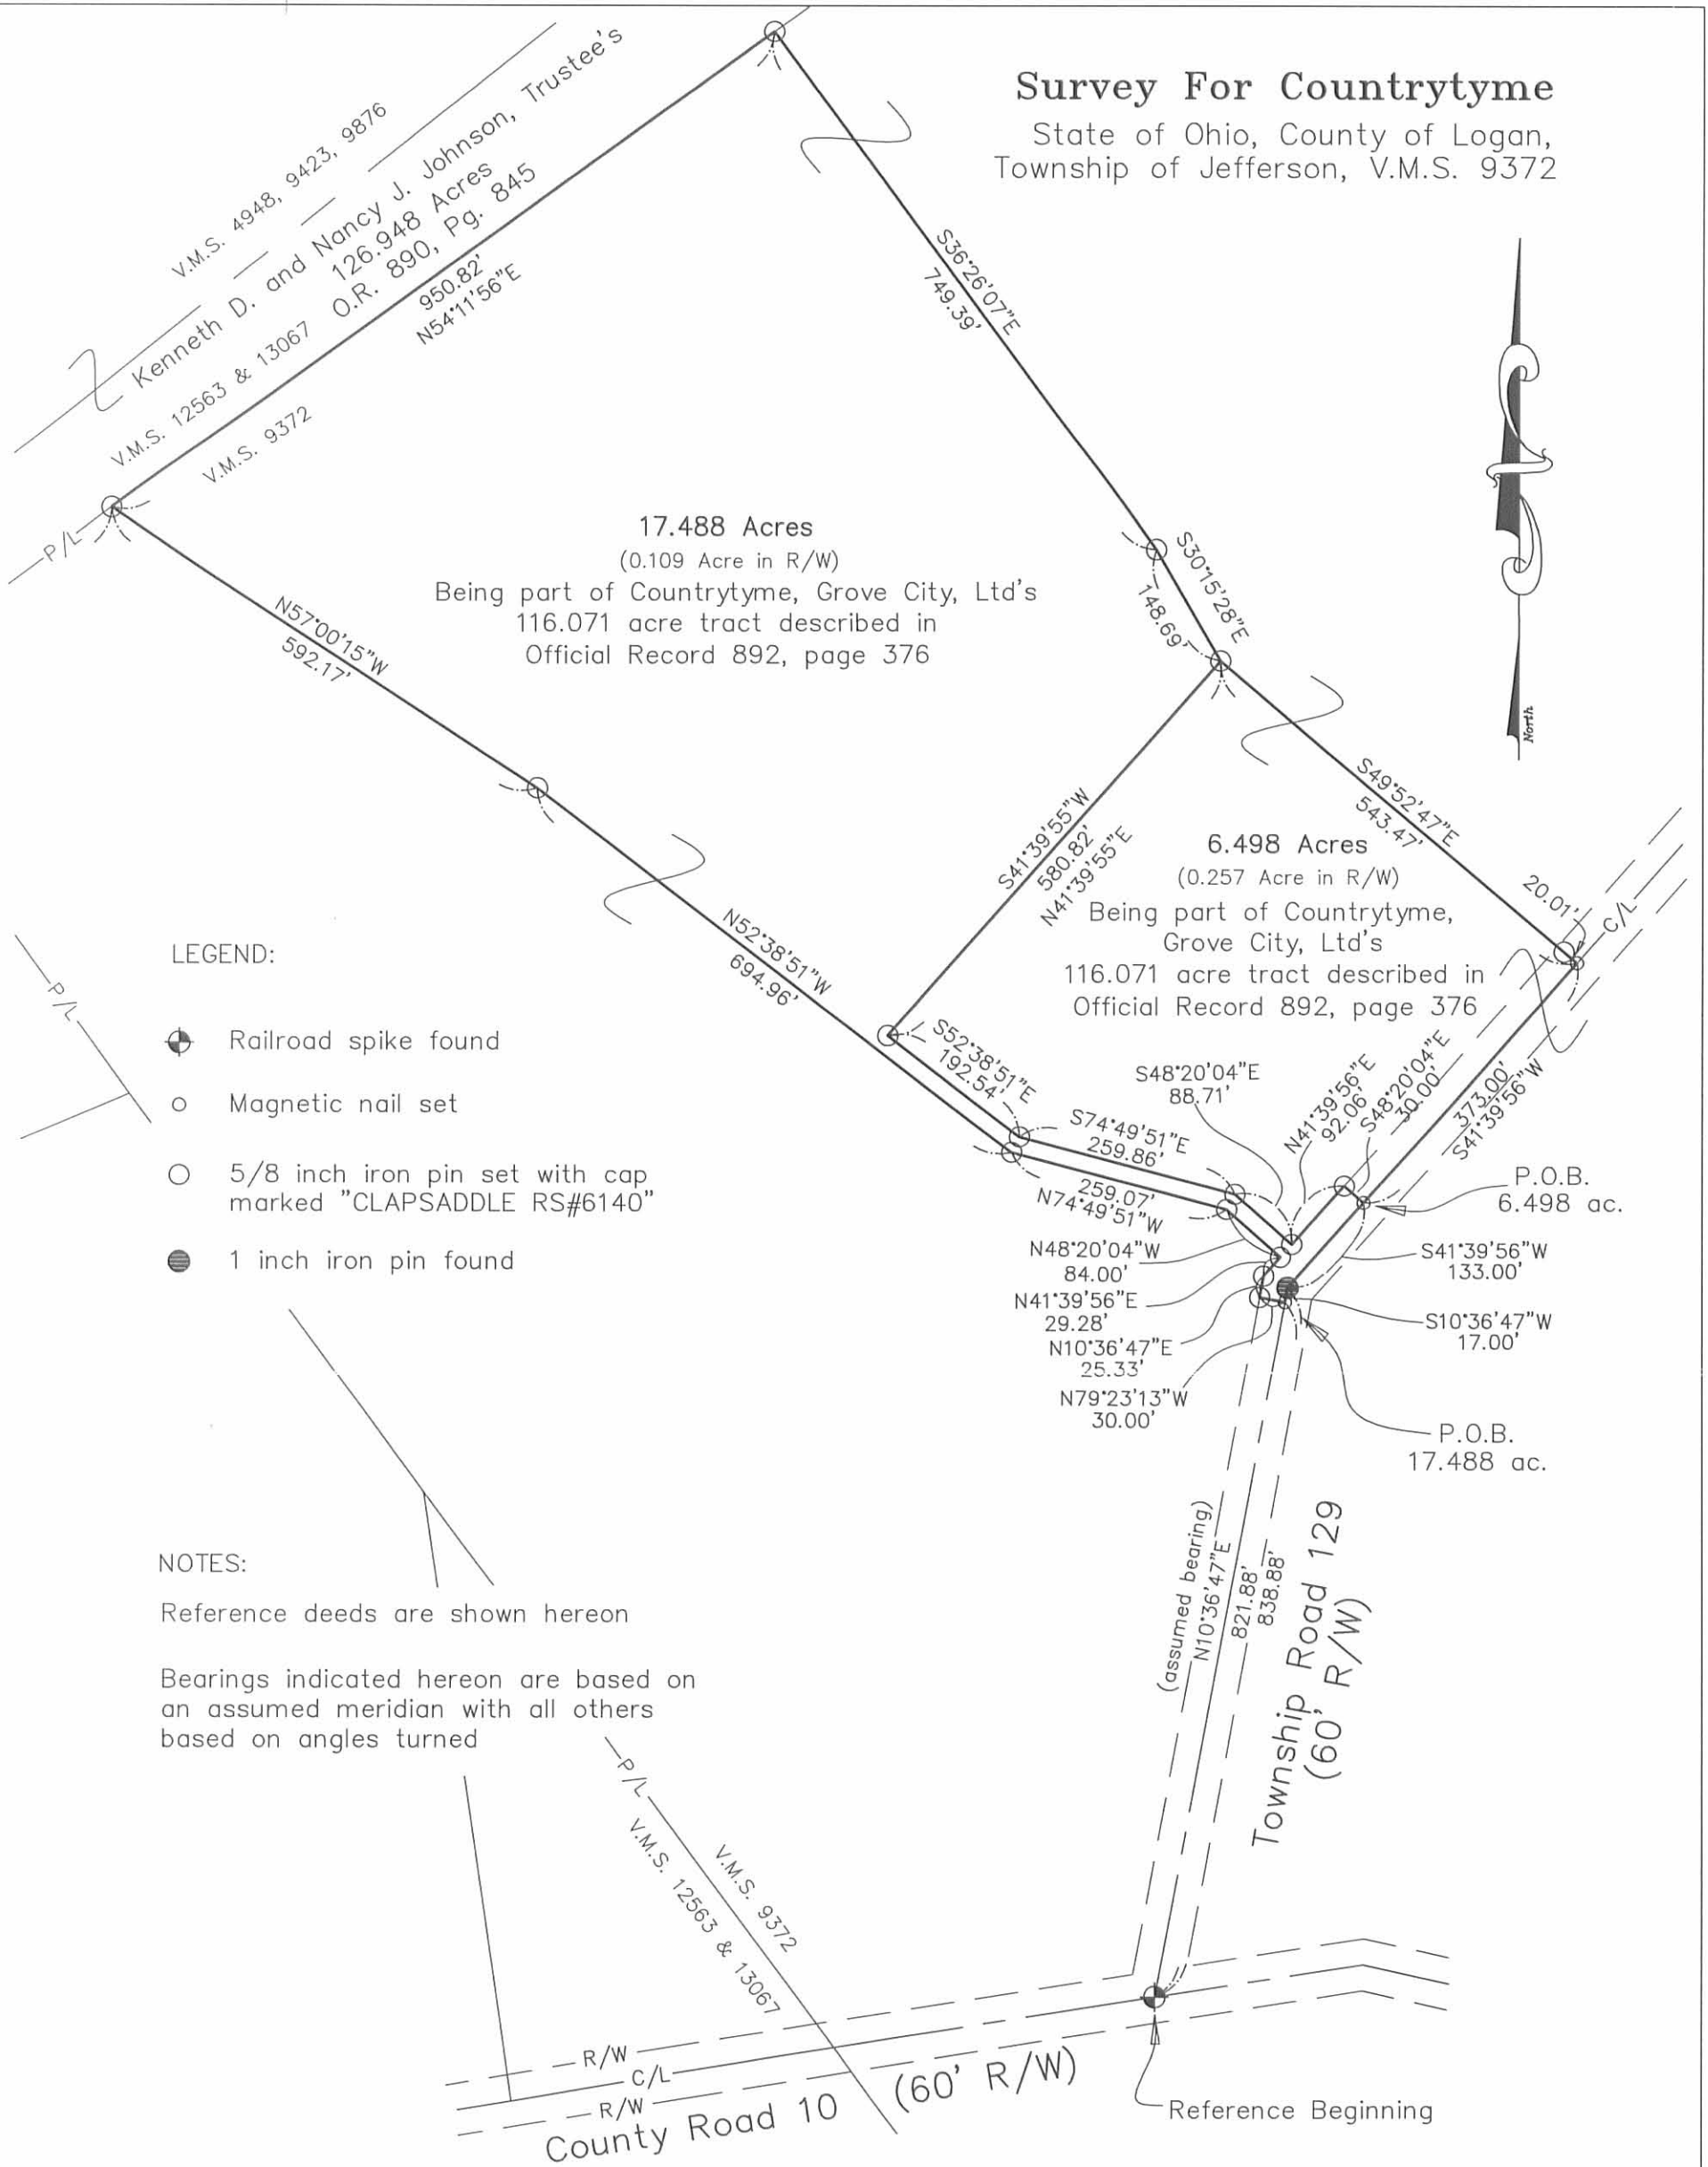 Survey For Countrytyme
State of Ohio, County of Logan,
Township of Jefferson, V.M.S. 9372
V.M.S. 4948, 9423, 9876
Kenneth D. and Nancy J. Johnson, Trustee's
126.948 Acres
O.R. 890, Pg. 845
V.M.S. 12563 & 13067
V.M.S. 9372
950.82'
N54°11'56"E
S36°26'07"E
749.39'
P/L
17.488 Acres
(0.109 Acre in R/W)
Being part of Countrytyme, Grove City, Ltd's
116.071 acre tract described in
Official Record 892, page 376
S30°15'28"E
148.69'
N57°00'15"W
592.17'
North
S49°52'47"E
543.47'
20.01'
C/L
S41°39'55"W
580.82'
N41°39'55"E
6.498 Acres
(0.257 Acre in R/W)
Being part of Countrytyme,
Grove City, Ltd's
116.071 acre tract described in
Official Record 892, page 376
N52°38'51"W
694.96'
S52°38'51"E
192.54'
S48°20'04"E
88.71'
N41°39'56"E
92.06'
S48°20'04"E
30.00'
373.00'
S41°39'56"W
S74°49'51"E
259.86'
259.07'
N74°49'51"W
P.O.B.
6.498 ac.
N48°20'04"W
84.00'
S41°39'56"W
133.00'
N41°39'56"E
29.28'
S10°36'47"W
17.00'
N10°36'47"E
25.33'
N79°23'13"W
30.00'
P.O.B.
17.488 ac.
P/L
LEGEND:
Railroad spike found
Magnetic nail set
5/8 inch iron pin set with cap
marked "CLAPSADDLE RS#6140"
1 inch iron pin found
NOTES:
Reference deeds are shown hereon
Bearings indicated hereon are based on
an assumed meridian with all others
based on angles turned
(assumed bearing)
N10°36'47"E
821.88'
838.88'
Township Road 129
(60' R/W)
P/L
V.M.S. 9372
V.M.S. 12563 & 13067
R/W
C/L
R/W
County Road 10 (60' R/W)
Reference Beginning